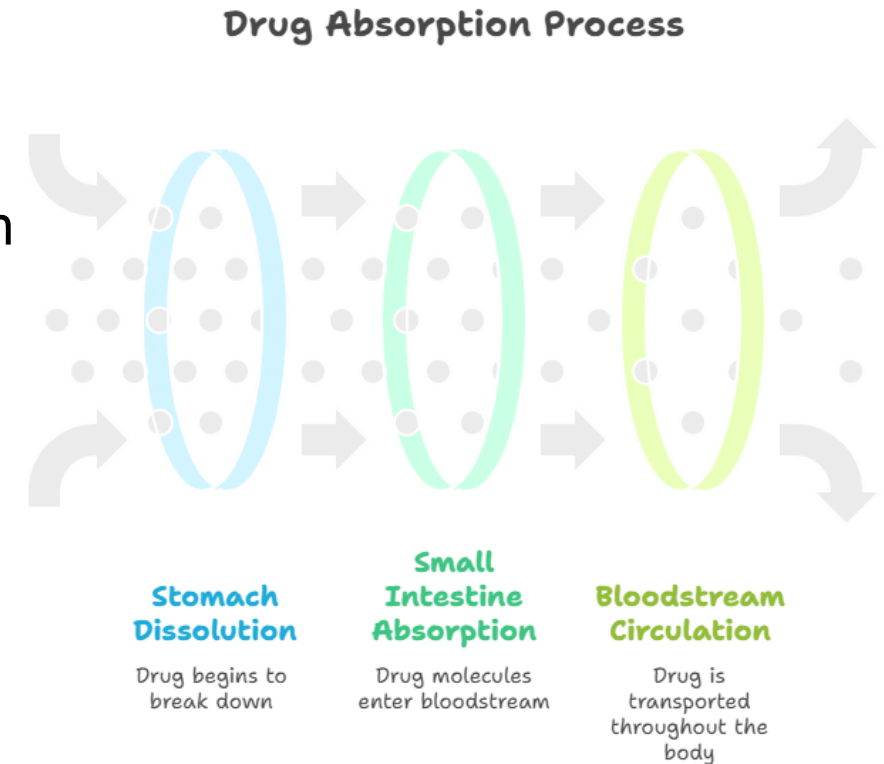 Drug Absorption Process
n
Stomach
Dissolution
Drug begins to
break down
Small
Intestine
Absorption
Drug molecules
enter bloodstream
Bloodstream
Circulation
Drug is
transported
throughout the
body